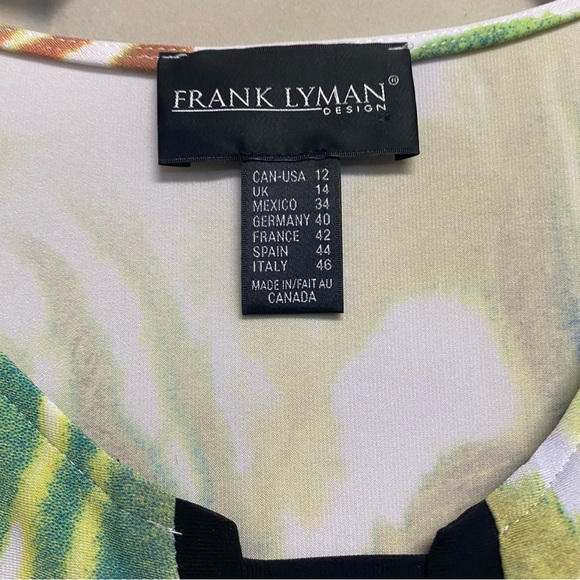 FRANK LYMAN®
DESIGN
CAN-USA 12
UK 14
MEXICO 34
GERMANY 40
FRANCE 42
SPAIN 44
ITALY 46
MADE IN/FAIT AU
CANADA